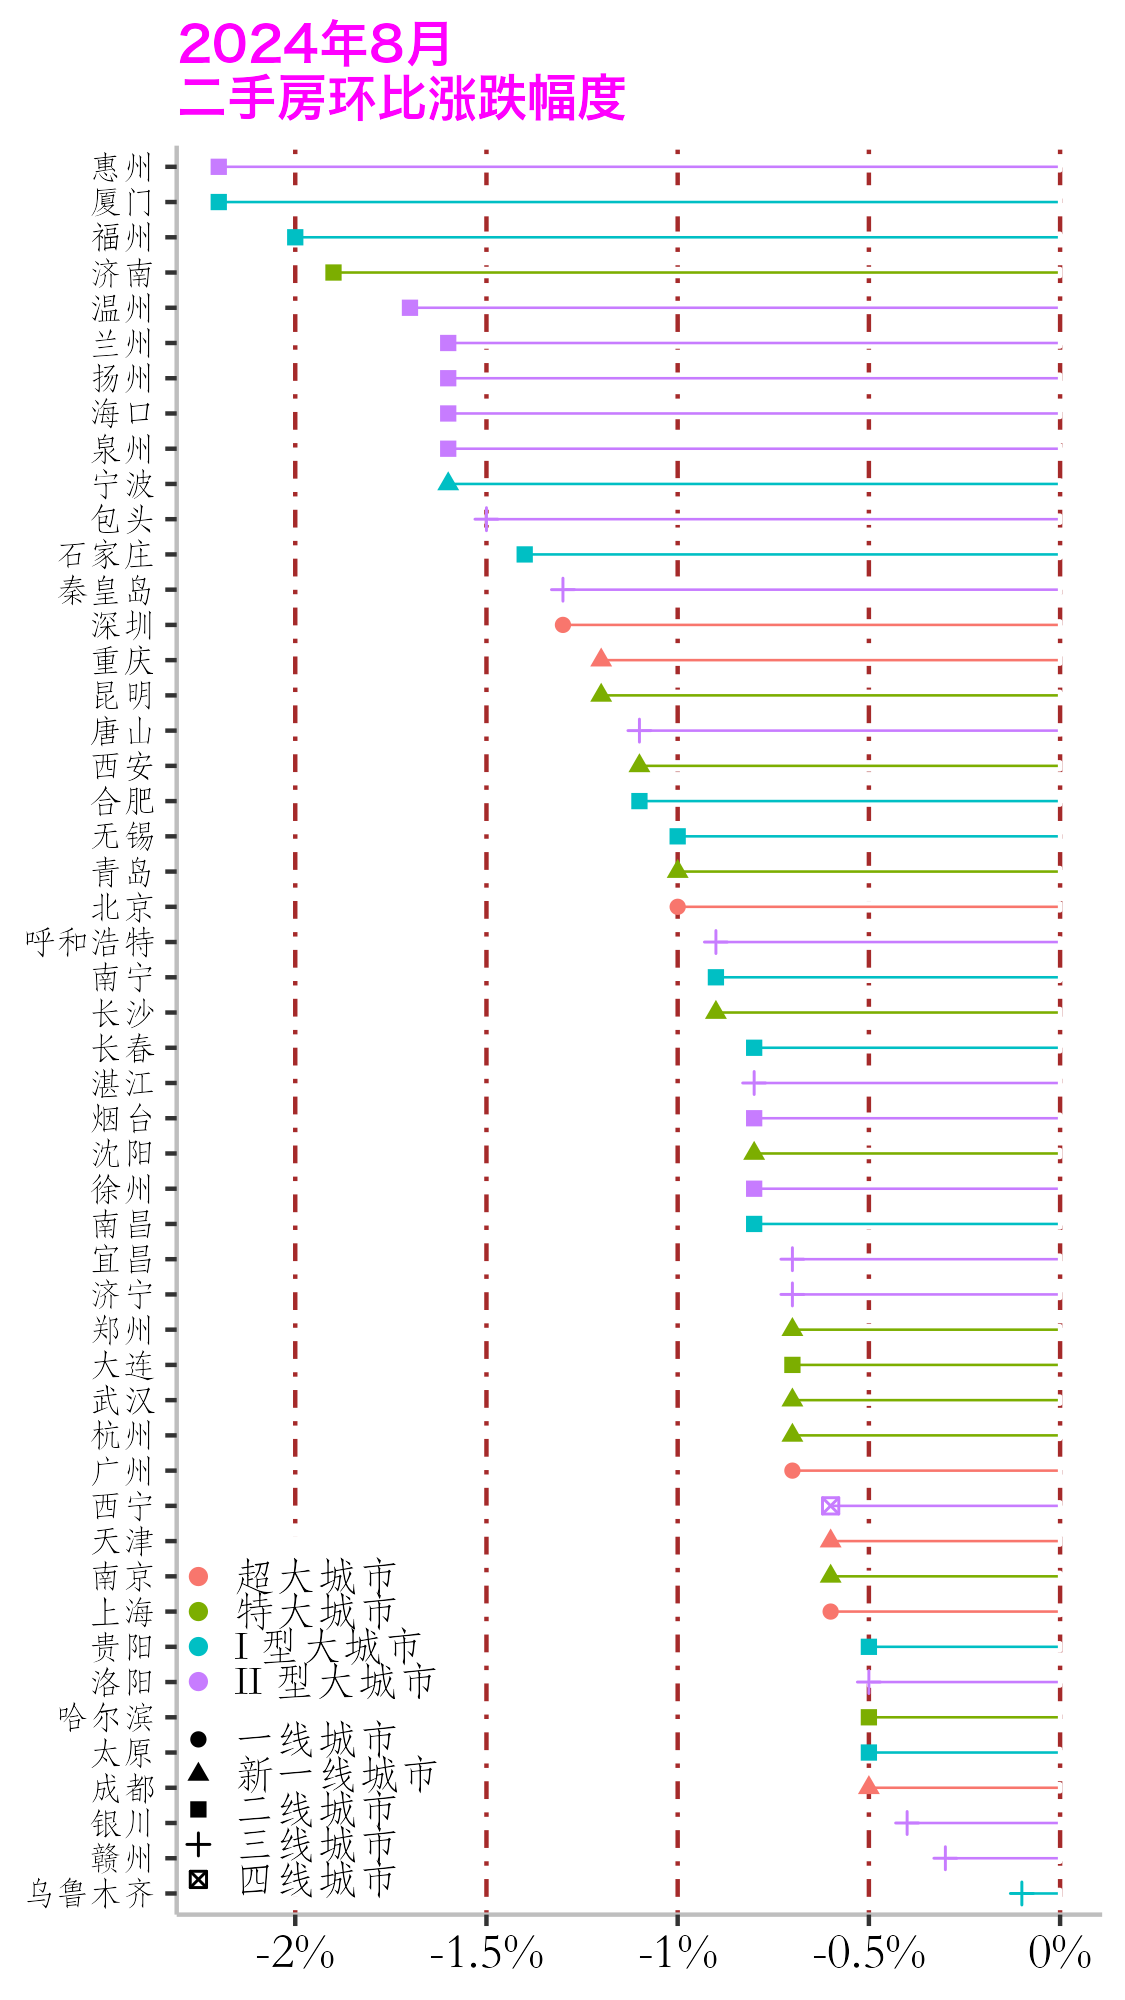 2024年8月
二手房环比涨跌幅度
惠州
厦门
福州
济南
温州
兰州
扬州
海口
泉州
宁波
包头
石家庄
秦皇岛
深圳
重庆
昆明
唐山
西安
合肥
无锡
青岛
北京
呼和浩特
南宁
长沙
长春
湛江
烟台
沈阳
徐州
南昌
宜昌
济宁
郑州
大连
武汉
杭州
广州
西宁
天津
南京
上海
贵阳
洛阳
哈尔滨
太原
成都
银川
赣州
乌鲁木齐
超大城市
特大城市
I 型大城市
II 型大城市
一线城市
新一线城市
二线城市
三线城市
四线城市
-2% -1.5% -1% -0.5% 0%